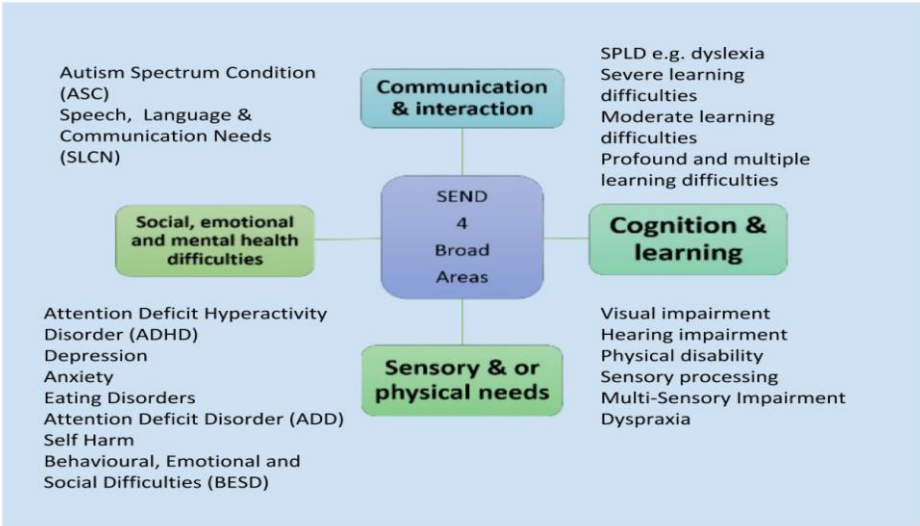 Autism Spectrum Condition
(ASC)
Speech, Language &
Communication Needs
(SLCN)
Communication
& interaction
SPLD e.g. dyslexia
Severe learning
difficulties
Moderate learning
difficulties
Profound and multiple
learning difficulties
Social, emotional
and mental health
difficulties
SEND
4
Broad
Areas
Cognition &
learning
Attention Deficit Hyperactivity
Disorder (ADHD)
Depression
Anxiety
Eating Disorders
Attention Deficit Disorder (ADD)
Self Harm
Behavioural, Emotional and
Social Difficulties (BESD)
Sensory & or
physical needs
Visual impairment
Hearing impairment
Physical disability
Sensory processing
Multi-Sensory Impairment
Dyspraxia